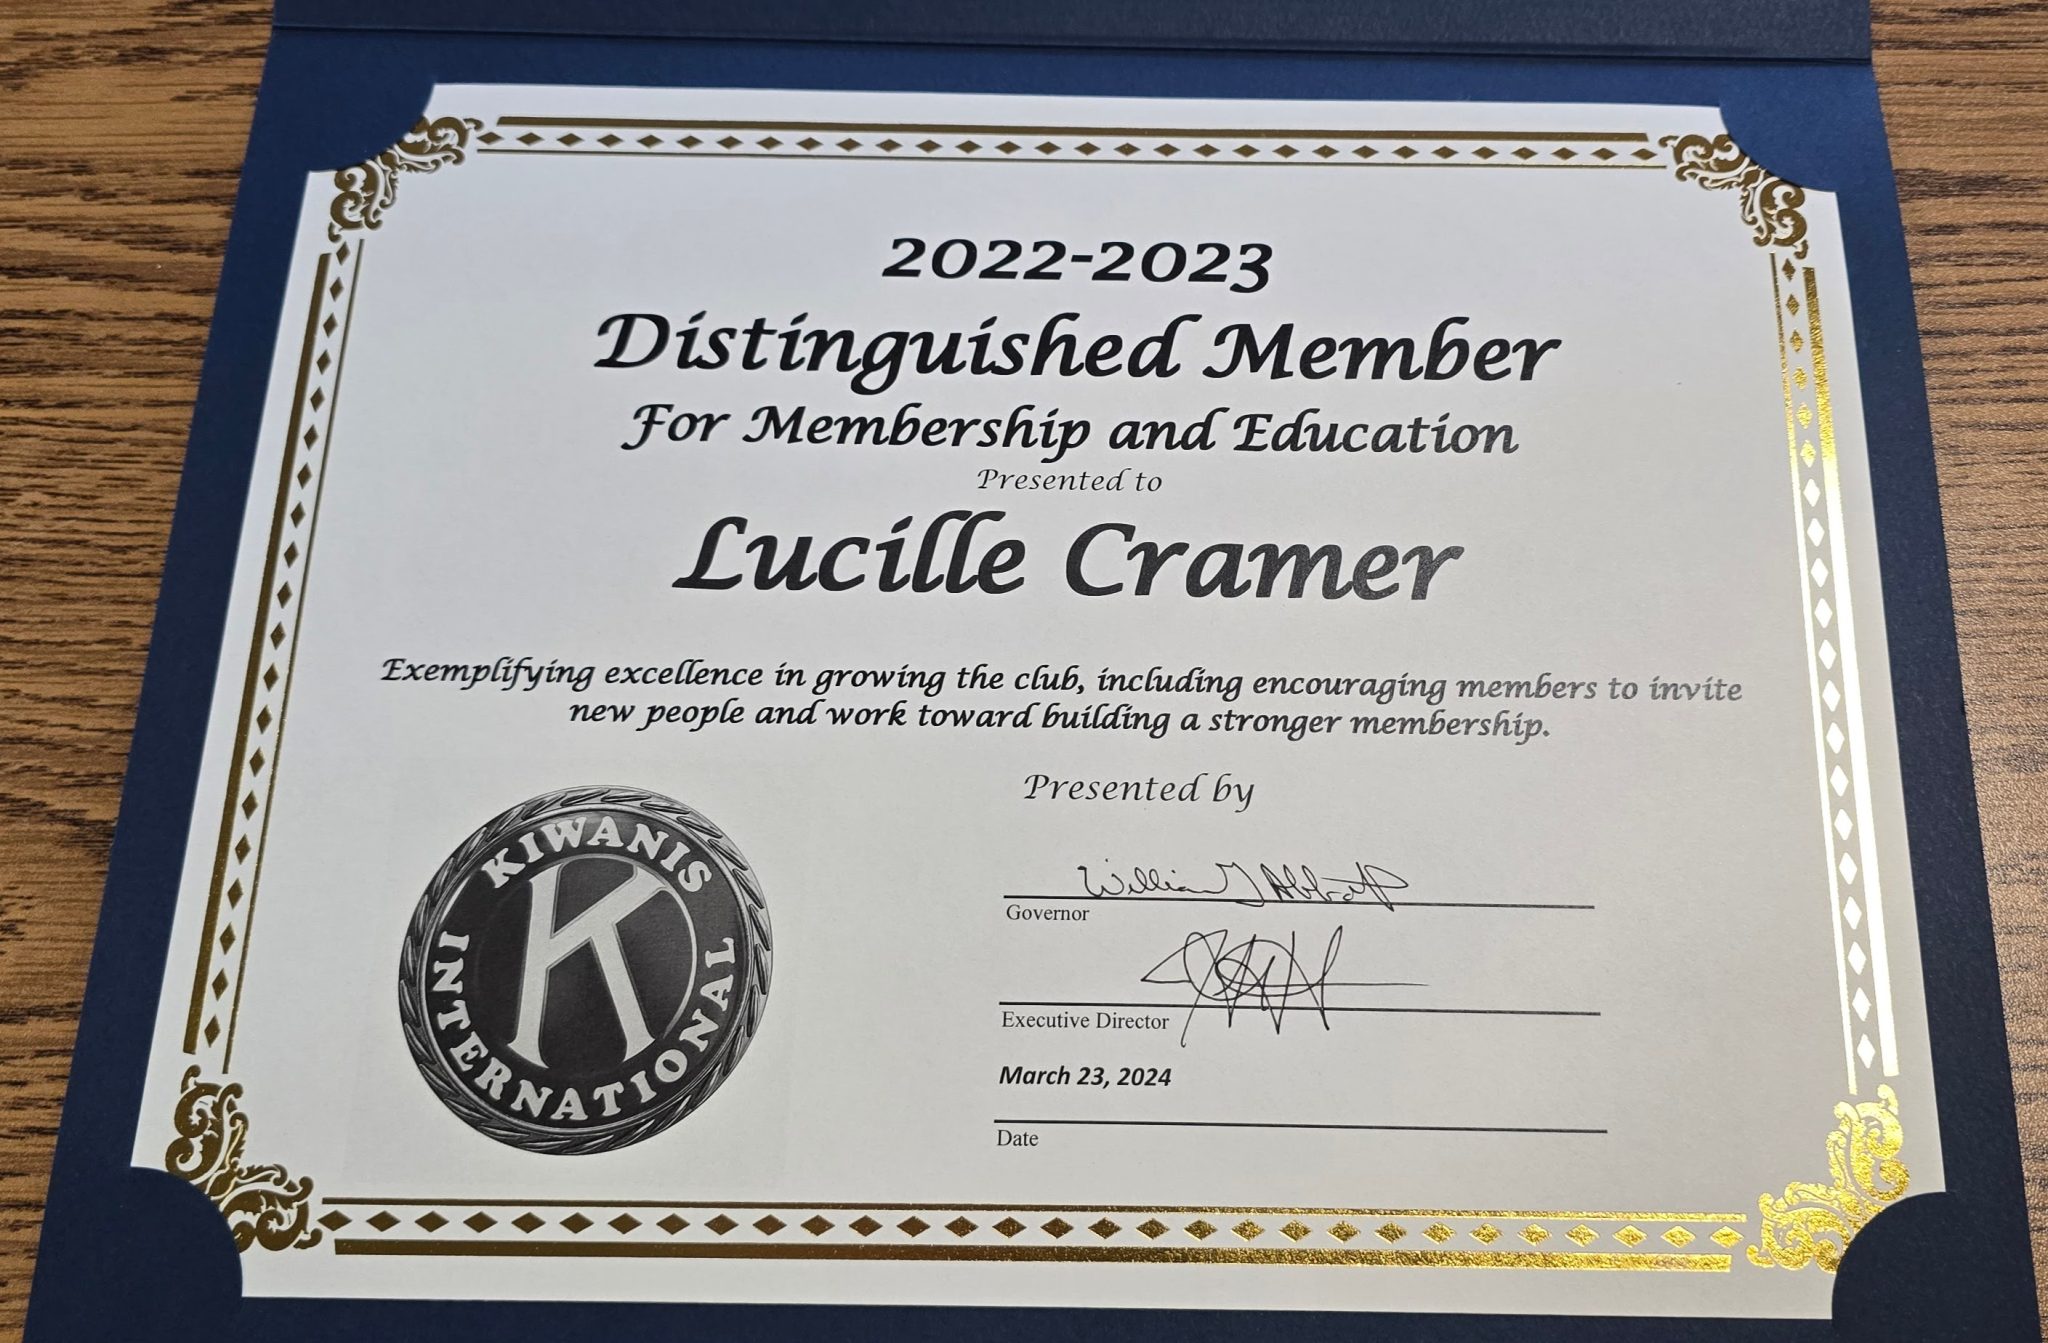 2022-2023
Distinguished Member
For Membership and Education
Presented to
Lucille Cramer
Exemplifying excellence in growing the club, including encouraging members to invite
new people and work toward building a stronger membership.
Presented by
William J Abbott
Governor
Executive Director
March 23, 2024
Date
KIWANIS
INTERNATIONAL
K